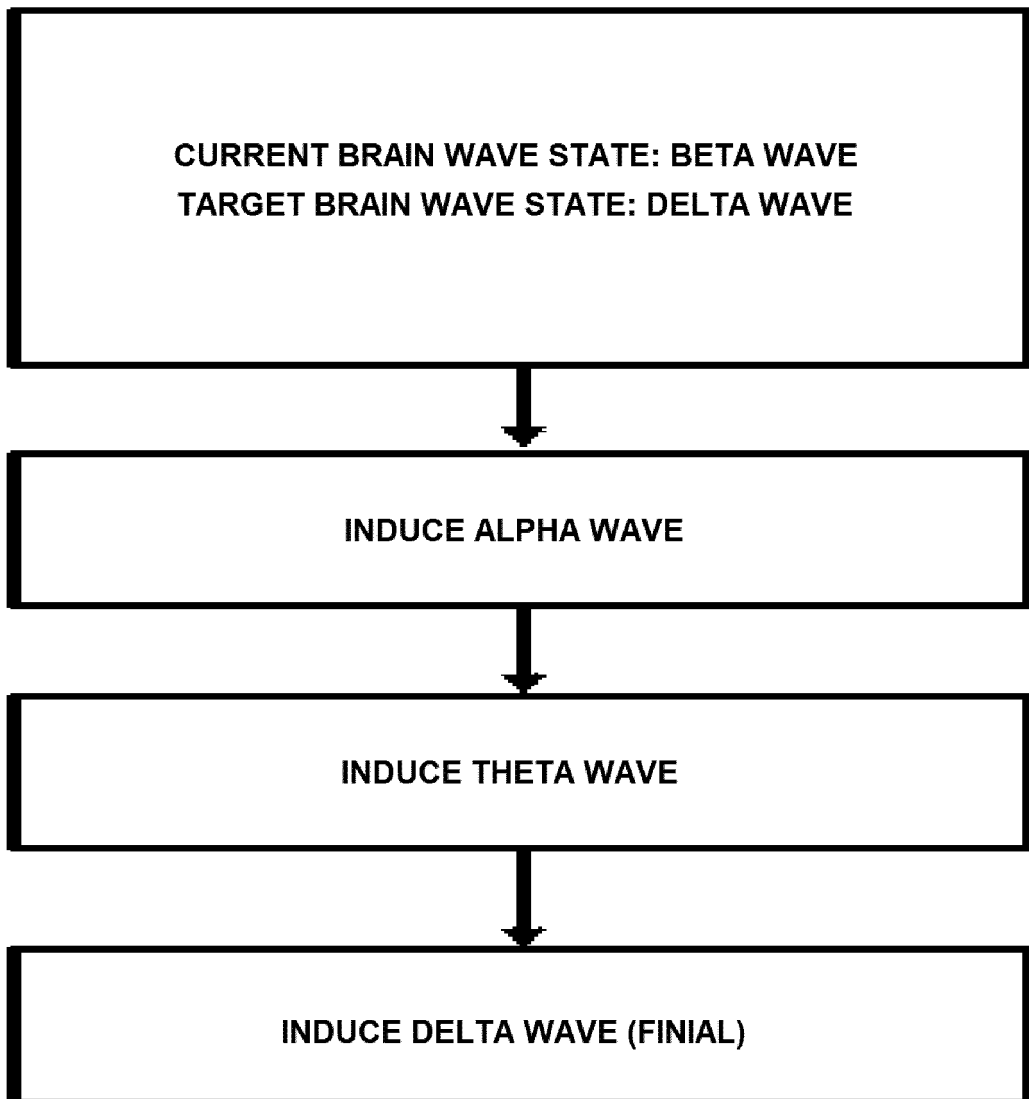 CURRENT BRAIN WAVE STATE: BETA WAVE
TARGET BRAIN WAVE STATE: DELTA WAVE
INDUCE ALPHA WAVE
INDUCE THETA WAVE
INDUCE DELTA WAVE (FINIAL)